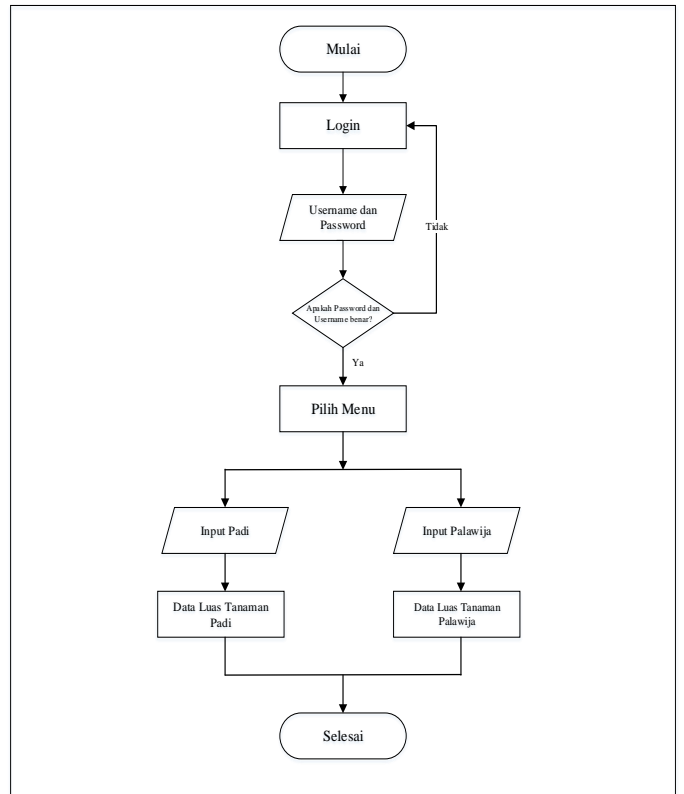 Mulai
Login
Username dan
Password
Tidak
Apakah Password dan
Username benar?
Ya
Pilih Menu
Input Padi
Input Palawija
Data Luas Tanaman
Padi
Data Luas Tanaman
Palawija
Selesai